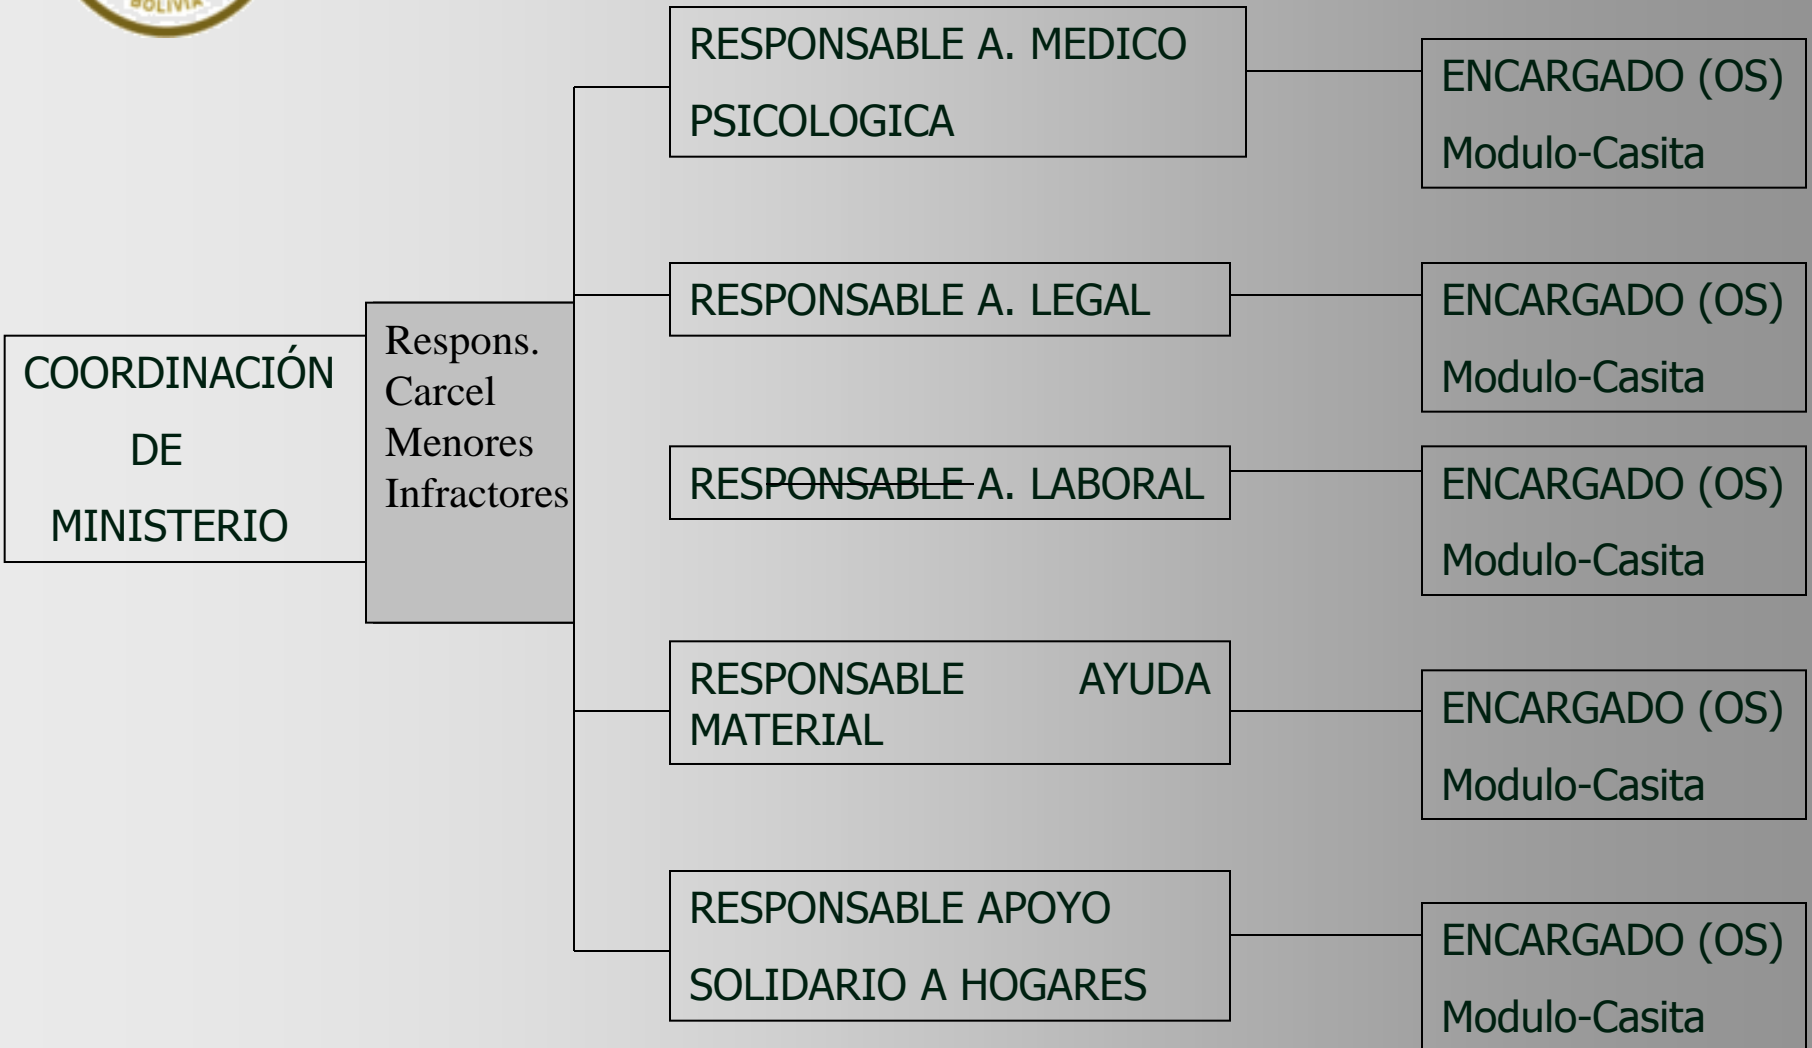 BOLIVIA
RESPONSABLE A. MEDICO
PSICOLOGICA
ENCARGADO (OS)
Modulo-Casita
RESPONSABLE A. LEGAL
ENCARGADO (OS)
Modulo-Casita
COORDINACIÓN
DE
MINISTERIO
Respons.
Carcel
Menores
Infractores
RESPONSABLE A. LABORAL
ENCARGADO (OS)
Modulo-Casita
RESPONSABLE AYUDA
MATERIAL
ENCARGADO (OS)
Modulo-Casita
RESPONSABLE APOYO
SOLIDARIO A HOGARES
ENCARGADO (OS)
Modulo-Casita